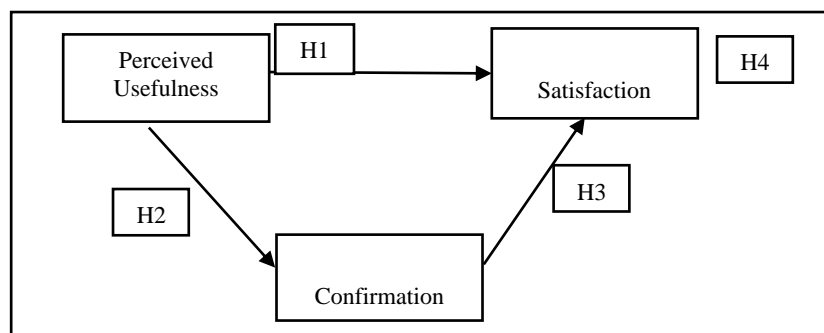 H1
Perceived
Usefulness
H4
Satisfaction
H2
H3
Confirmation